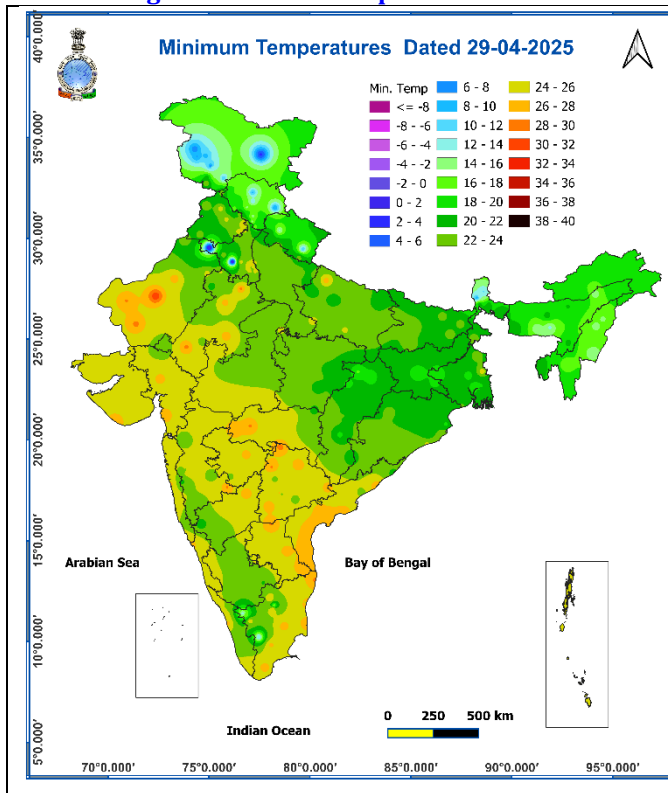 Minimum Temperatures Dated 29-04-2025
Min. Temp
<= -8
-8 - -6
-6 - -4
-4 - -2
-2 - 0
0 - 2
2 - 4
4 - 6
6 - 8
8 - 10
10 - 12
12 - 14
14 - 16
16 - 18
18 - 20
20 - 22
22 - 24
24 - 26
26 - 28
28 - 30
30 - 32
32 - 34
34 - 36
36 - 38
38 - 40
40°0.000'
35°0.000'
30°0.000'
25°0.000'
20°0.000'
15°0.000'
10°0.000'
5°0.000'
Arabian Sea
Bay of Bengal
Indian Ocean
0 250 500 km
70°0.000' 75°0.000' 80°0.000' 85°0.000' 90°0.000' 95°0.000'